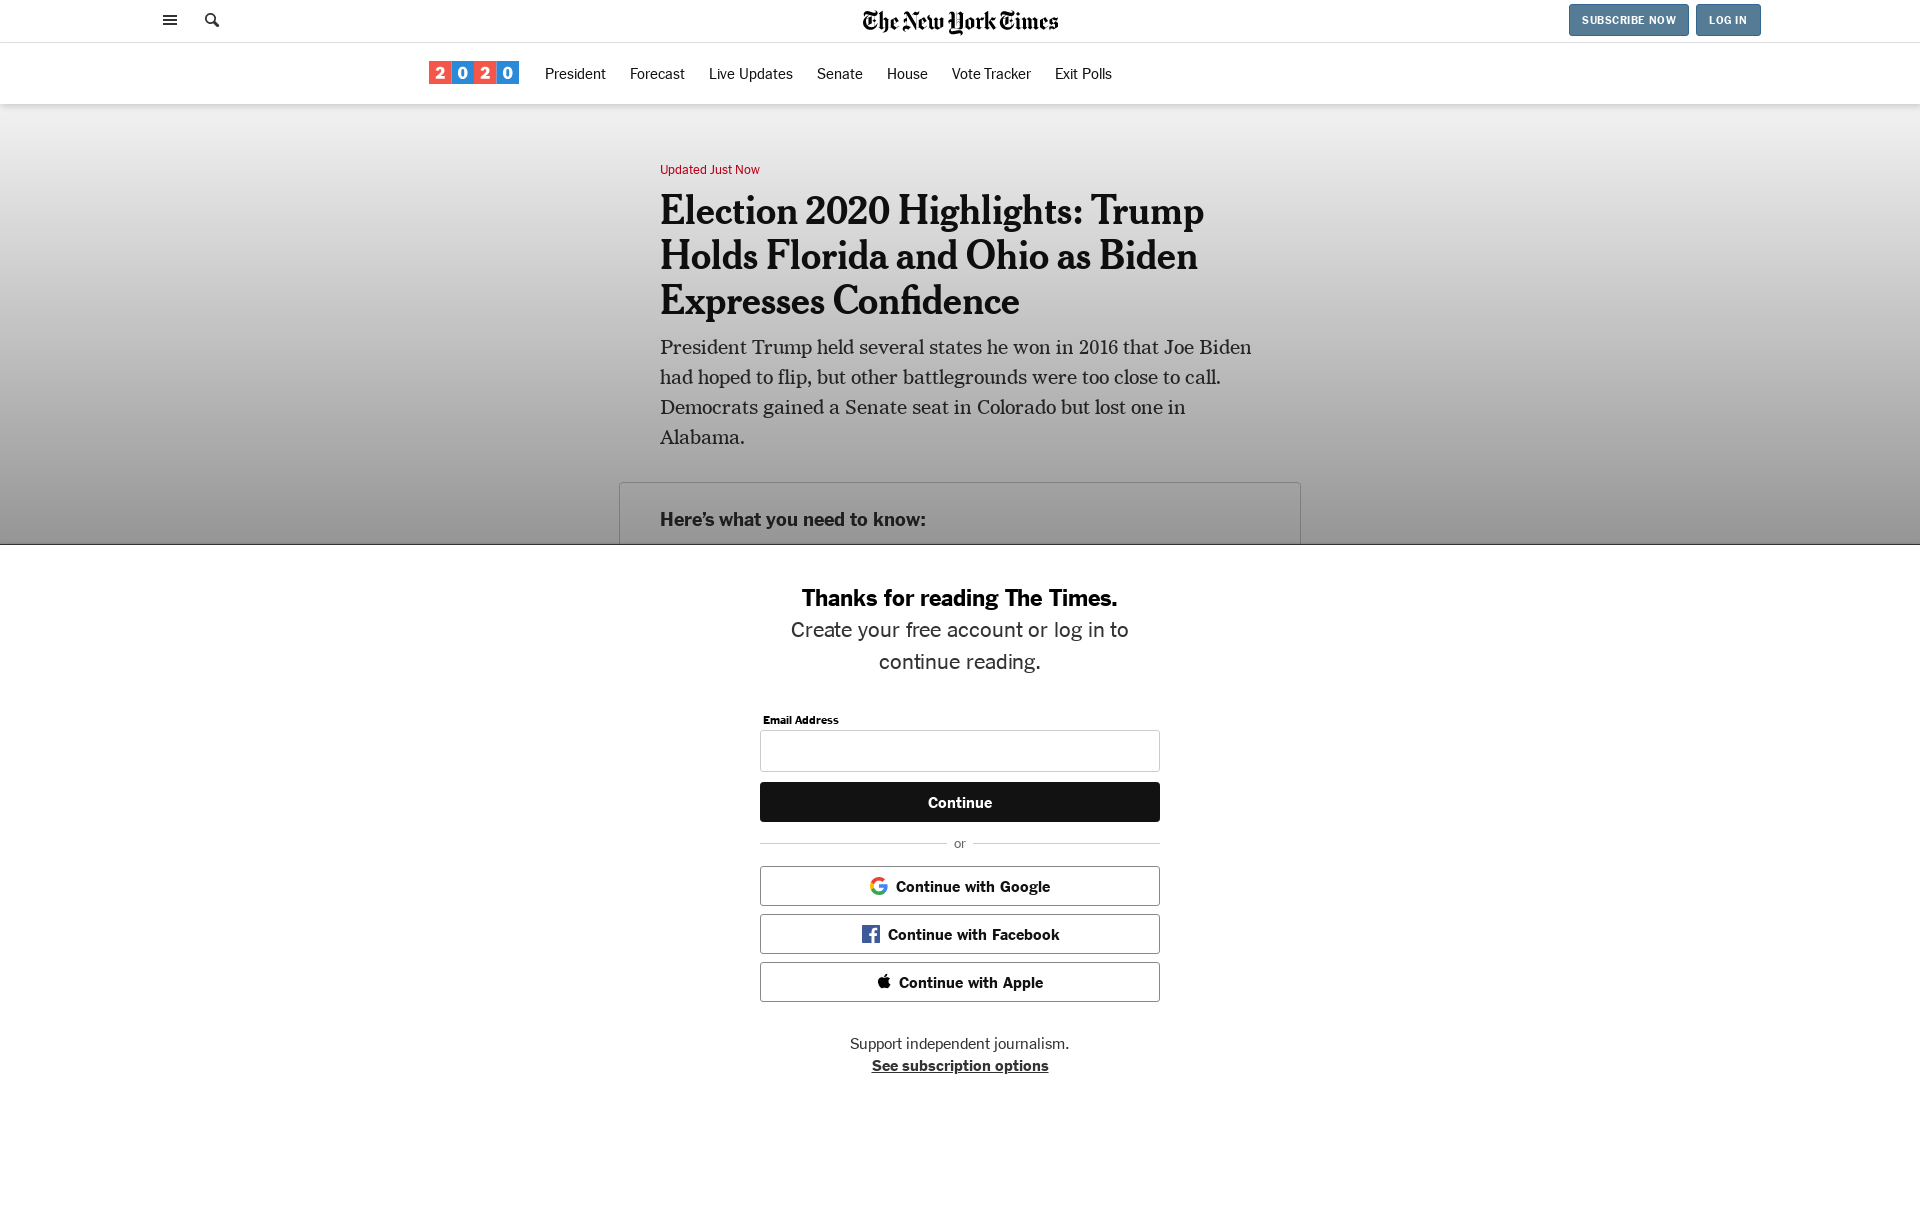 The New York Times
SUBSCRIBE NOW
LOG IN
2020
President
Forecast
Live Updates
Senate
House
Vote Tracker
Exit Polls
Updated Just Now
Election 2020 Highlights: Trump
Holds Florida and Ohio as Biden
Expresses Confidence
President Trump held several states he won in 2016 that Joe Biden
had hoped to flip, but other battlegrounds were too close to call.
Democrats gained a Senate seat in Colorado but lost one in
Alabama.
Here’s what you need to know:
Thanks for reading The Times.
Create your free account or log in to
continue reading.
Email Address
Continue
or
Continue with Google
Continue with Facebook
Continue with Apple
Support independent journalism.
See subscription options